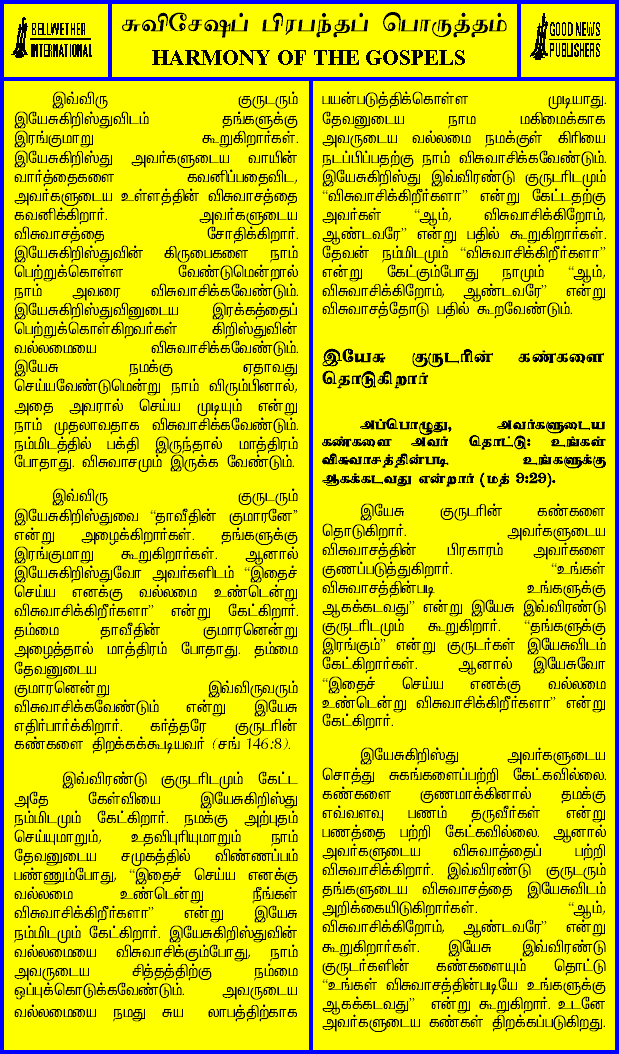 BELLWETHER
INTERNATIONAL
சுவிசேஷப் பிரபந்தப் பொருத்தம்
HARMONY OF THE GOSPELS
GOOD NEWS
PUBLISHERS
இவ்விரு குருடரும்
இயேசுகிறிஸ்துவிடம் தங்களுக்கு
இரங்குமாறு கூறுகிறார்கள்.
இயேசுகிறிஸ்து அவர்களுடைய வாயின்
வார்த்தைகளை கவனிப்பதைவிட,
அவர்களுடைய உள்ளத்தின் விசுவாசத்தை
கவனிக்கிறார். அவர்களுடைய
விசுவாசத்தை சோதிக்கிறார்.
இயேசுகிறிஸ்துவின் கிருபைகளை நாம்
பெற்றுக்கொள்ள வேண்டுமென்றால்
நாம் அவரை விசுவாசிக்கவேண்டும்.
இயேசுகிறிஸ்துவினுடைய இரக்கத்தைப்
பெற்றுக்கொள்கிறவர்கள் கிறிஸ்துவின்
வல்லமையை விசுவாசிக்கவேண்டும்.
இயேசு நமக்கு ஏதாவது
செய்யவேண்டுமென்று நாம் விரும்பினால்,
அதை அவரால் செய்ய முடியும் என்று
நாம் முதலாவதாக விசுவாசிக்கவேண்டும்.
நம்மிடத்தில் பக்தி இருந்தால் மாத்திரம்
போதாது. விசுவாசமும் இருக்க வேண்டும்.
இவ்விரு குருடரும்
இயேசுகிறிஸ்துவை “தாவீதின் குமாரனே”
என்று அழைக்கிறார்கள். தங்களுக்கு
இரங்குமாறு கூறுகிறார்கள். ஆனால்
இயேசுகிறிஸ்துவோ அவர்களிடம் “இதைச்
செய்ய எனக்கு வல்லமை உண்டென்று
விசுவாசிக்கிறீர்களா” என்று கேட்கிறார்.
தம்மை தாவீதின் குமாரனென்று
அழைத்தால் மாத்திரம் போதாது. தம்மை
தேவனுடைய
குமாரனென்று இவ்விருவரும்
விசுவாசிக்கவேண்டும் என்று இயேசு
எதிர்பார்க்கிறார். கர்த்தரே குருடரின்
கண்களை திறக்கக்கூடியவர் (சங் 146:8).
இவ்விரண்டு குருடரிடமும் கேட்ட
அதே கேள்வியை இயேசுகிறிஸ்து
நம்மிடமும் கேட்கிறார். நமக்கு அற்புதம்
செய்யுமாறும், உதவிபுரியுமாறும் நாம்
தேவனுடைய சமுகத்தில் விண்ணப்பம்
பண்ணும்போது, “இதைச் செய்ய எனக்கு
வல்லமை உண்டென்று நீங்கள்
விசுவாசிக்கிறீர்களா” என்று இயேசு
நம்மிடமும் கேட்கிறார். இயேசுகிறிஸ்துவின்
வல்லமையை விசுவாசிக்கும்போது, நாம்
அவருடைய சித்தத்திற்கு நம்மை
ஒப்புக்கொடுக்கவேண்டும். அவருடைய
வல்லமையை நமது சுய லாபத்திற்காக
பயன்படுத்திக்கொள்ள முடியாது.
தேவனுடைய நாம மகிமைக்காக
அவருடைய வல்லமை நமக்குள் கிரியை
நடப்பிப்பதற்கு நாம் விசுவாசிக்கவேண்டும்.
இயேசுகிறிஸ்து இவ்விரண்டு குருடரிடமும்
“விசுவாசிக்கிறீர்களா” என்று கேட்டதற்கு
அவர்கள் “ஆம், விசுவாசிக்கிறோம்,
ஆண்டவரே” என்று பதில் கூறுகிறார்கள்.
தேவன் நம்மிடமும் “விசுவாசிக்கிறீர்களா”
என்று கேட்கும்போது நாமும் “ஆம்,
விசுவாசிக்கிறோம், ஆண்டவரே” என்று
விசுவாசத்தோடு பதில் கூறவேண்டும்.
இயேசு குருடரின் கண்களை
தொடுகிறார்
அப்பொழுது, அவர்களுடைய
கண்களை அவர் தொட்டு: உங்கள்
விசுவாசத்தின்படி உங்களுக்கு
ஆகக்கடவது என்றார் (மத் 9:29).
இயேசு குருடரின் கண்களை
தொடுகிறார். அவர்களுடைய
விசுவாசத்தின் பிரகாரம் அவர்களை
குணப்படுத்துகிறார். “உங்கள்
விசுவாசத்தின்படி உங்களுக்கு
ஆகக்கடவது” என்று இயேசு இவ்விரண்டு
குருடரிடமும் கூறுகிறார். “தங்களுக்கு
இரங்கும்” என்று குருடர்கள் இயேசுவிடம்
கேட்கிறார்கள். ஆனால் இயேசுவோ
“இதைச் செய்ய எனக்கு வல்லமை
உண்டென்று விசுவாசிக்கிறீர்களா” என்று
கேட்கிறார்.
இயேசுகிறிஸ்து அவர்களுடைய
சொத்து சுகங்களைப்பற்றி கேட்கவில்லை.
கண்களை குணமாக்கினால் தமக்கு
எவ்வளவு பணம் தருவீர்கள் என்று
பணத்தை பற்றி கேட்கவில்லை. ஆனால்
அவர்களுடைய விசுவாத்தைப் பற்றி
விசுவாசிக்கிறார். இவ்விரண்டு குருடரும்
தங்களுடைய விசுவாசத்தை இயேசுவிடம்
அறிக்கையிடுகிறார்கள். “ஆம்,
விசுவாசிக்கிறோம், ஆண்டவரே” என்று
கூறுகிறார்கள். இயேசு இவ்விரண்டு
குருடர்களின் கண்களையும் தொட்டு
“உங்கள் விசுவாசத்தின்படியே உங்களுக்கு
ஆகக்கடவது” என்று கூறுகிறார். உடனே
அவர்களுடைய கண்கள் திறக்கப்படுகிறது.